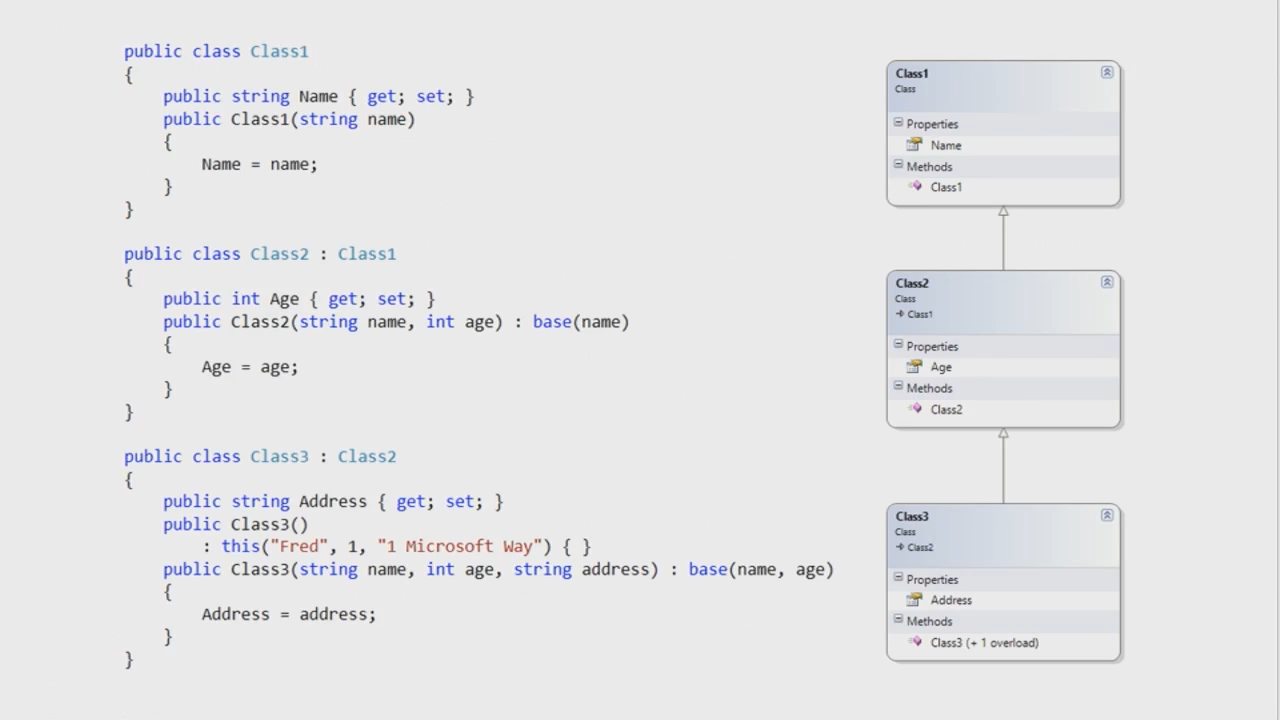 public class Class1
{
    public string Name { get; set; }
    public Class1(string name)
    {
        Name = name;
    }
}
public class Class2 : Class1
{
    public int Age { get; set; }
    public Class2(string name, int age) : base(name)
    {
        Age = age;
    }
}
public class Class3 : Class2
{
    public string Address { get; set; }
    public Class3()
        : this("Fred", 1, "1 Microsoft Way") { }
    public Class3(string name, int age, string address) : base(name, age)
    {
        Address = address;
    }
}
Class1
Class
Properties
Name
Methods
Class1
Class2
Class
Class1
Properties
Age
Methods
Class2
Class3
Class
Class2
Properties
Address
Methods
Class3 (+ 1 overload)